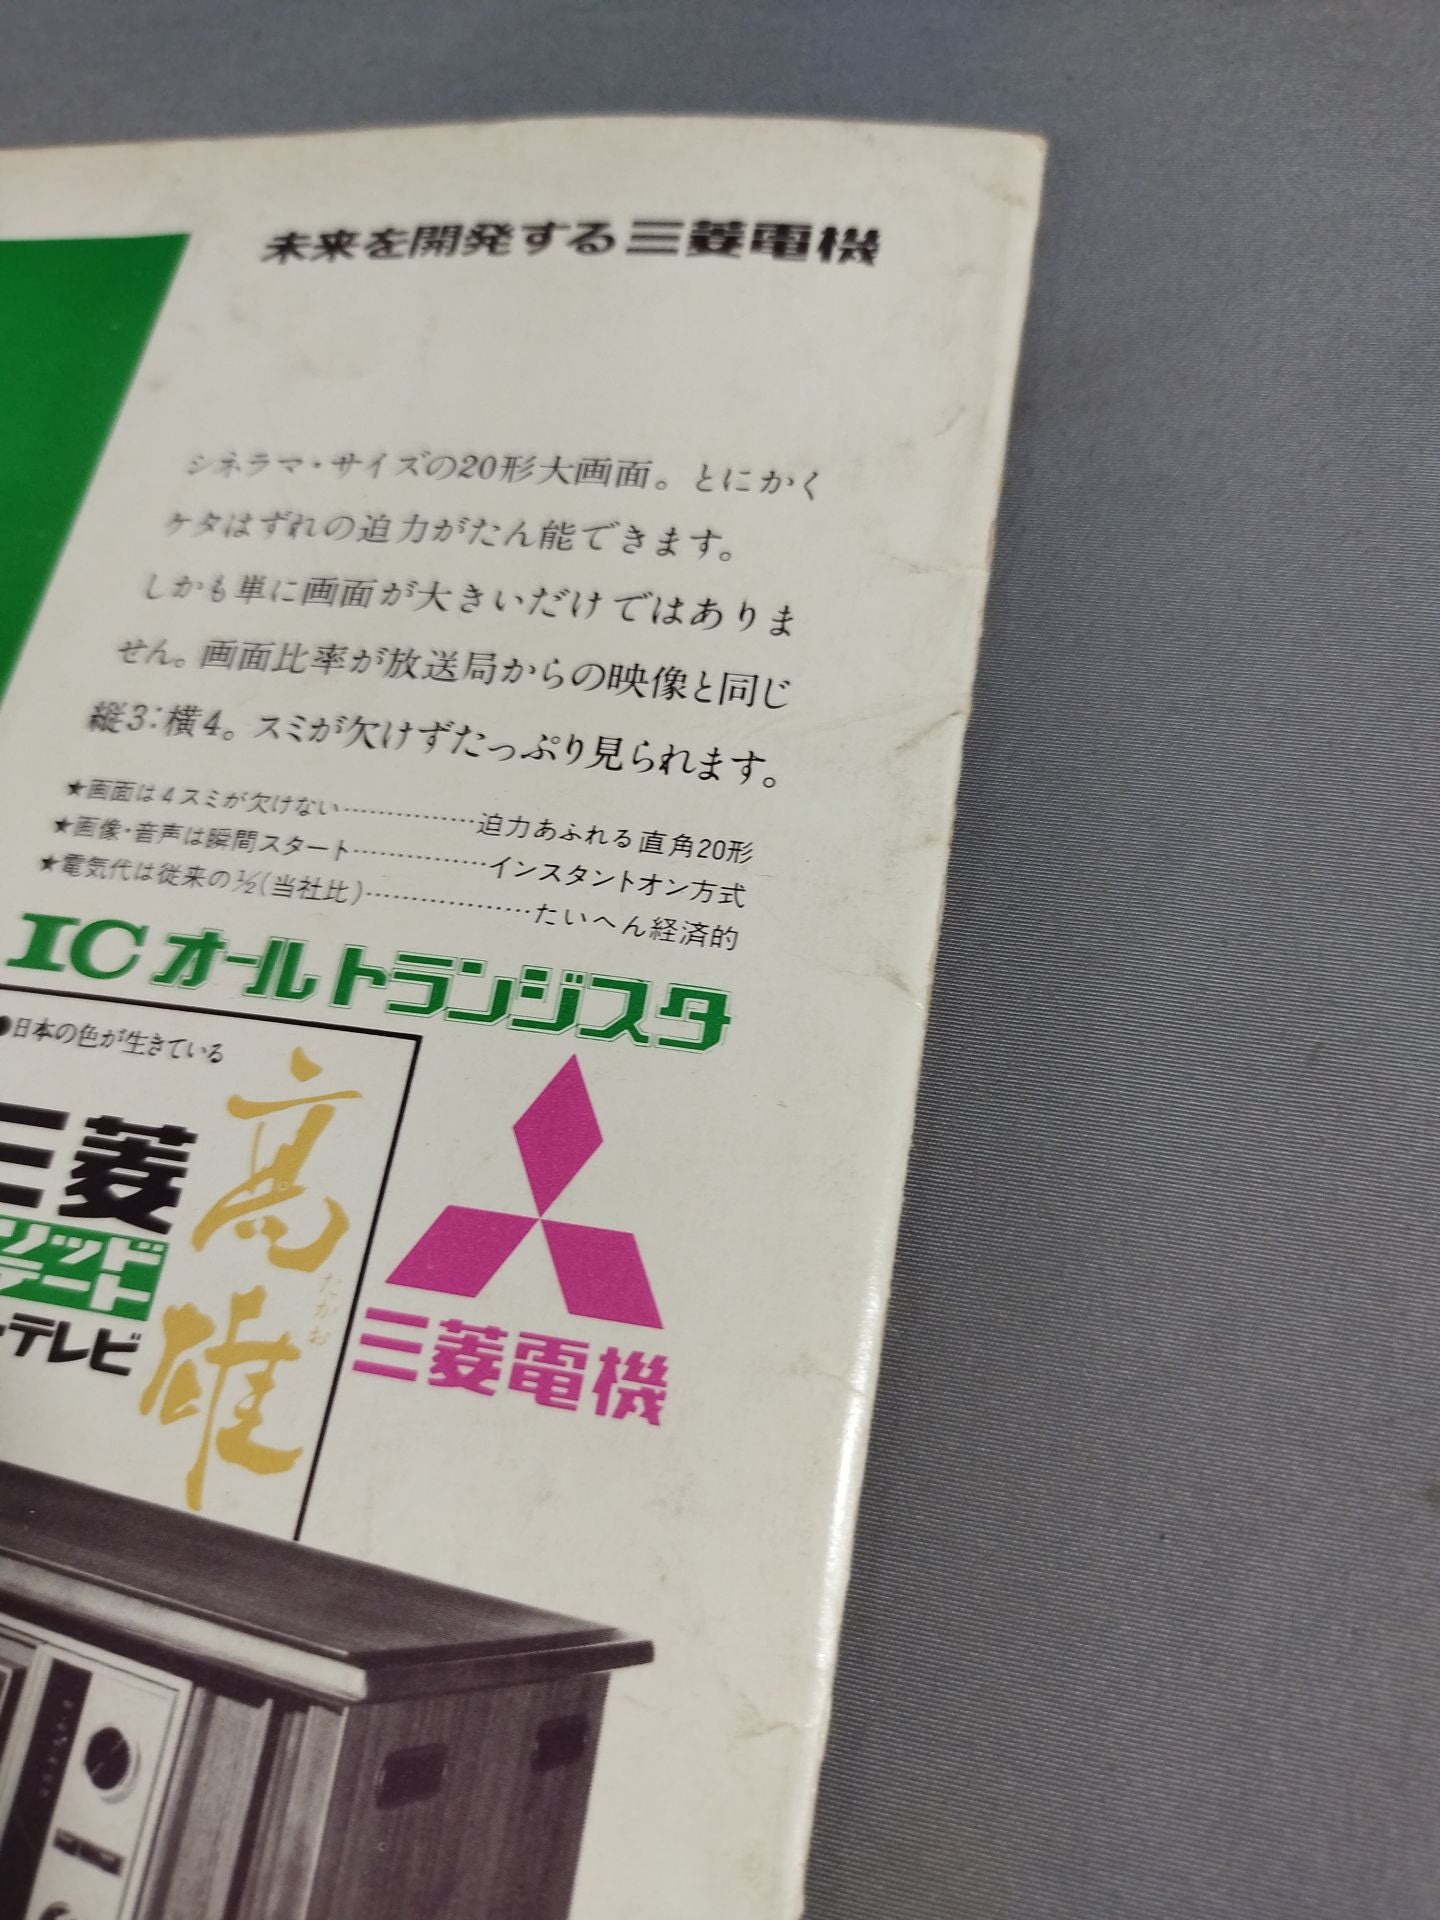 未来を開発する三菱電機
シネラマ・サイズの20形大画面。とにかく
ケタはずれの迫力がたん能できます。
しかも単に画面が大きいだけではありま
せん。画面比率が放送局からの映像と同じ
縦3:横4。スミが欠けずたっぷり見られます。
★画面は4スミが欠けない……………迫力あふれる直角20形
★画像・音声は瞬間スタート……………インスタントオン方式
★電気代は従来の½(当社比)………………たいへん経済的
ICオールトランジスタ
●日本の色が生きている
三菱
リッド
テート
テレビ
高雄
たかお
三菱電機